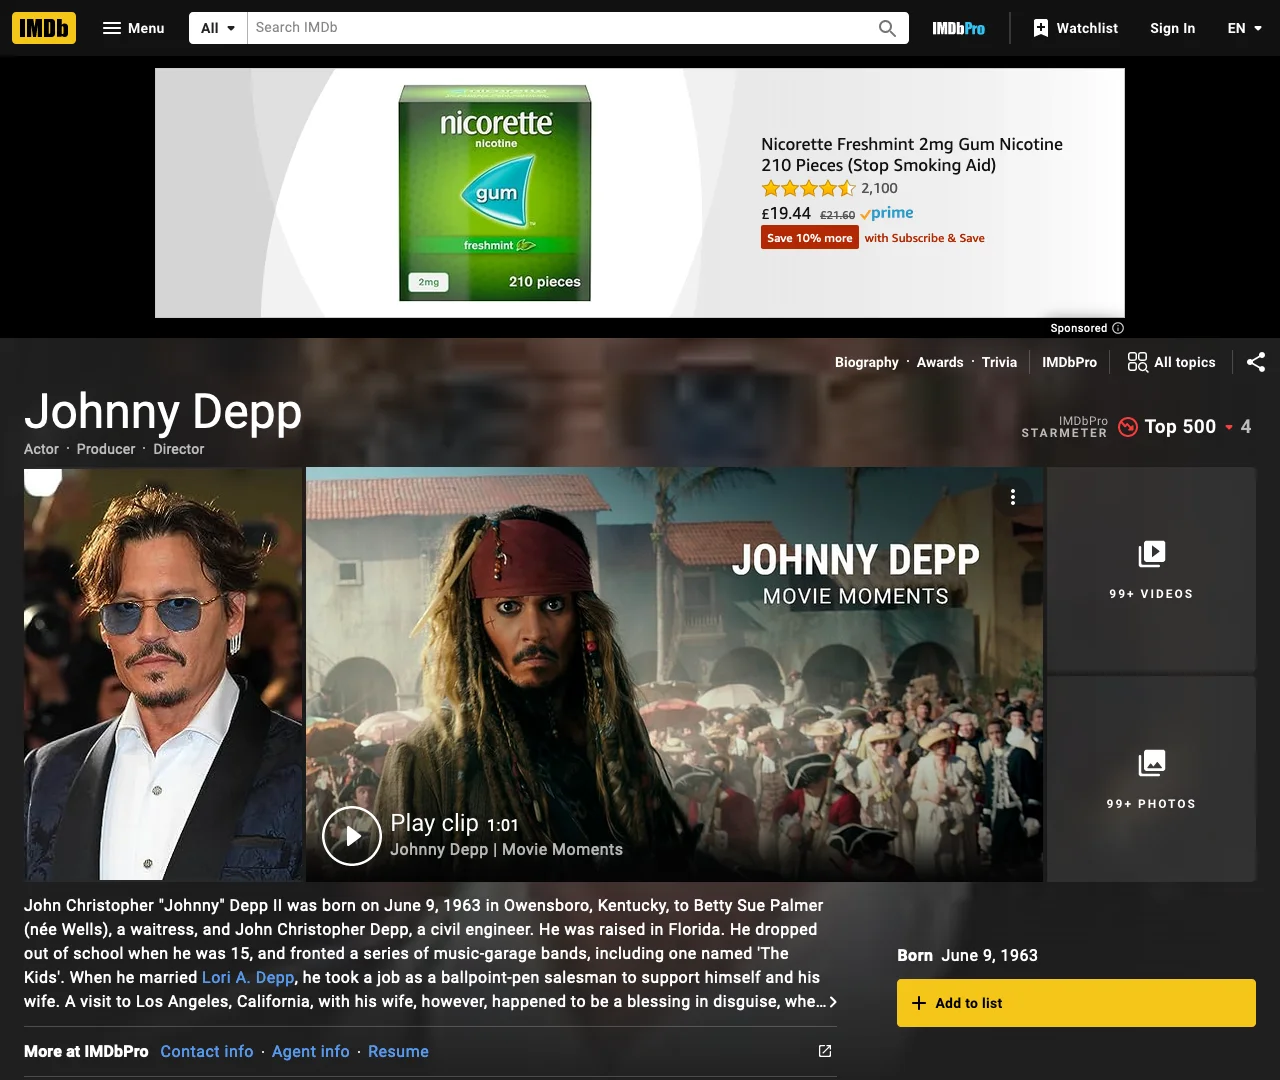 IMDb
Menu
All
Search IMDb
IMDbPro
Watchlist
Sign In
EN
nicorette
nicotine
gum
freshmint
2mg
210 pieces
Nicorette Freshmint 2mg Gum Nicotine
210 Pieces (Stop Smoking Aid)
2,100
£19.44 £21.60 prime
Save 10% more with Subscribe & Save
Sponsored
Biography · Awards · Trivia
IMDbPro
All topics
Johnny Depp
Actor · Producer · Director
IMDbPro
STARMETER
Top 500
4
JOHNNY DEPP
MOVIE MOMENTS
Play clip 1:01
Johnny Depp | Movie Moments
99+ VIDEOS
99+ PHOTOS
John Christopher "Johnny" Depp II was born on June 9, 1963 in Owensboro, Kentucky, to Betty Sue Palmer
(née Wells), a waitress, and John Christopher Depp, a civil engineer. He was raised in Florida. He dropped
out of school when he was 15, and fronted a series of music-garage bands, including one named 'The
Kids'. When he married Lori A. Depp, he took a job as a ballpoint-pen salesman to support himself and his
wife. A visit to Los Angeles, California, with his wife, however, happened to be a blessing in disguise, whe…
Born June 9, 1963
Add to list
More at IMDbPro Contact info · Agent info · Resume